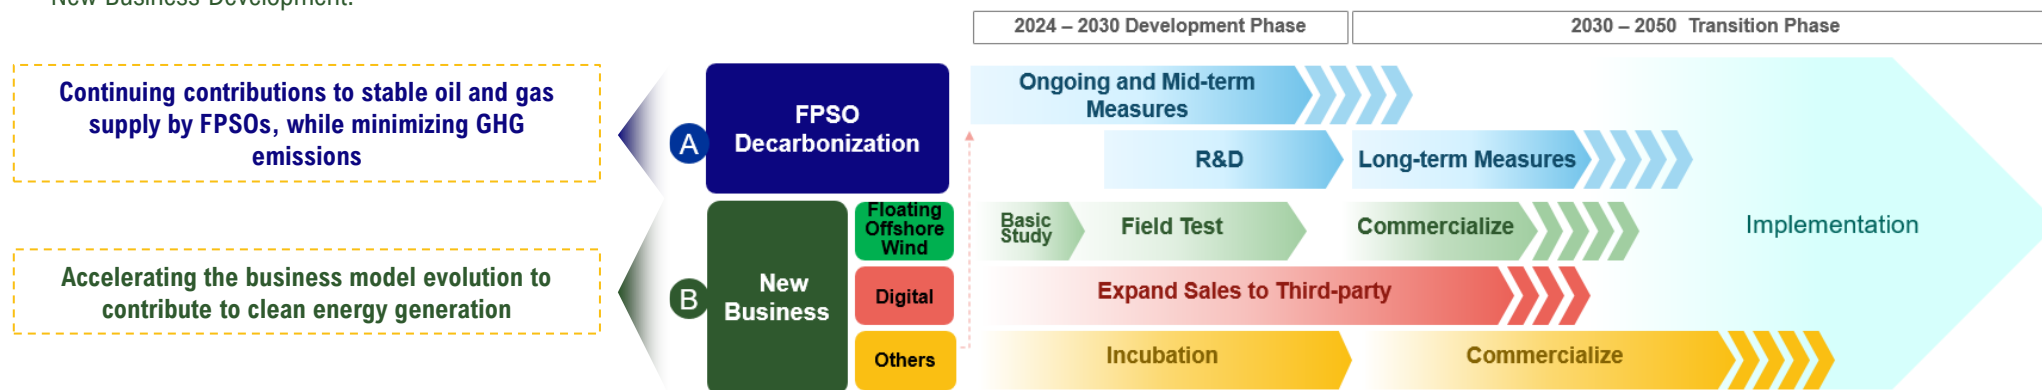 New Business Development.
2024 – 2030 Development Phase
2030 – 2050 Transition Phase
Continuing contributions to stable oil and gas
supply by FPSOs, while minimizing GHG
emissions
A
FPSO
Decarbonization
Ongoing and Mid-term
Measures
R&D
Long-term Measures
Implementation
Accelerating the business model evolution to
contribute to clean energy generation
B
New
Business
Floating
Offshore
Wind
Basic
Study
Field Test
Commercialize
Digital
Expand Sales to Third-party
Others
Incubation
Commercialize